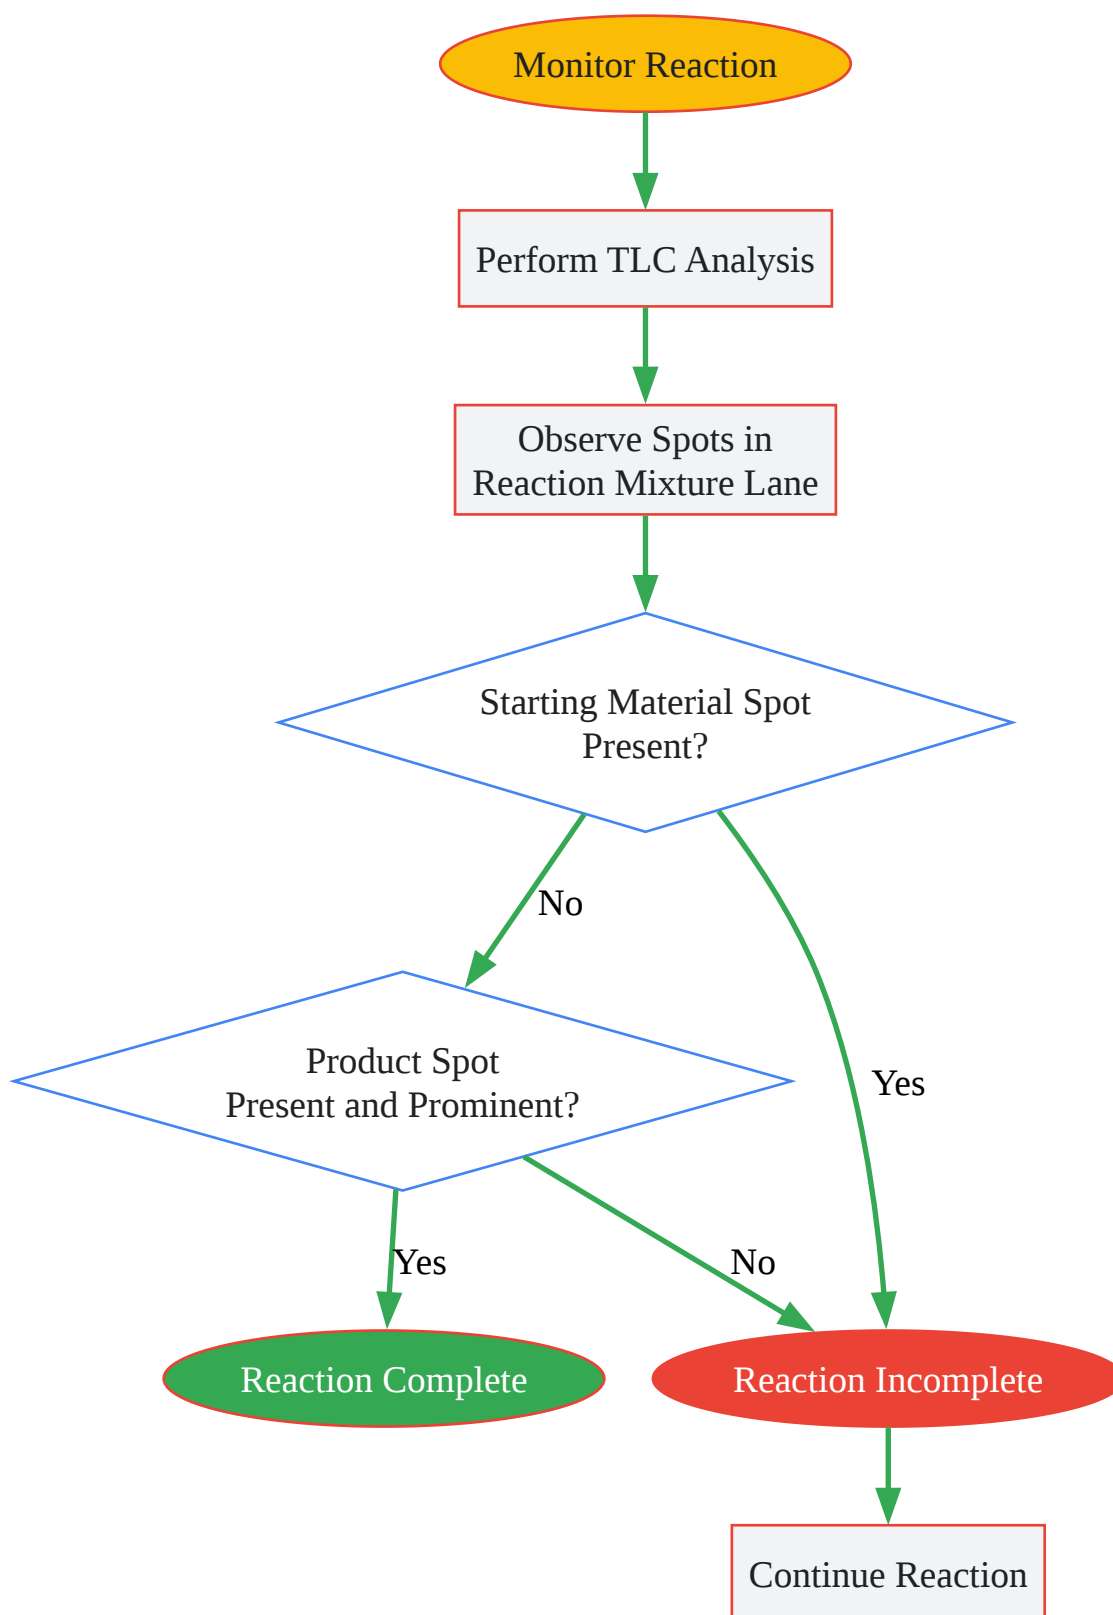 Monitor Reaction
Perform TLC Analysis
Observe Spots in
Reaction Mixture Lane
Starting Material Spot
Present?
No
Product Spot
Present and Prominent?
Yes
Yes
No
Reaction Complete
Reaction Incomplete
Continue Reaction